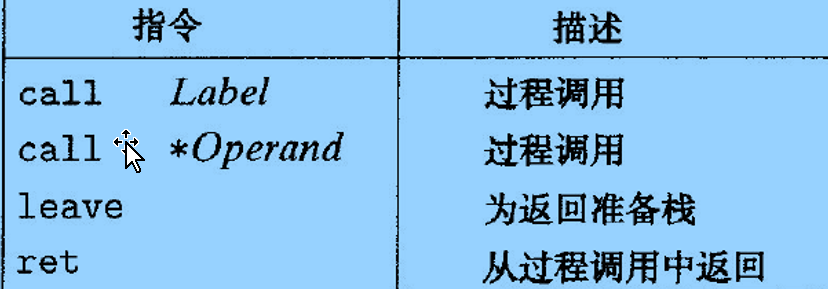 指令 描述
call Label 过程调用
call *Operand 过程调用
leave 为返回准备栈
ret 从过程调用中返回